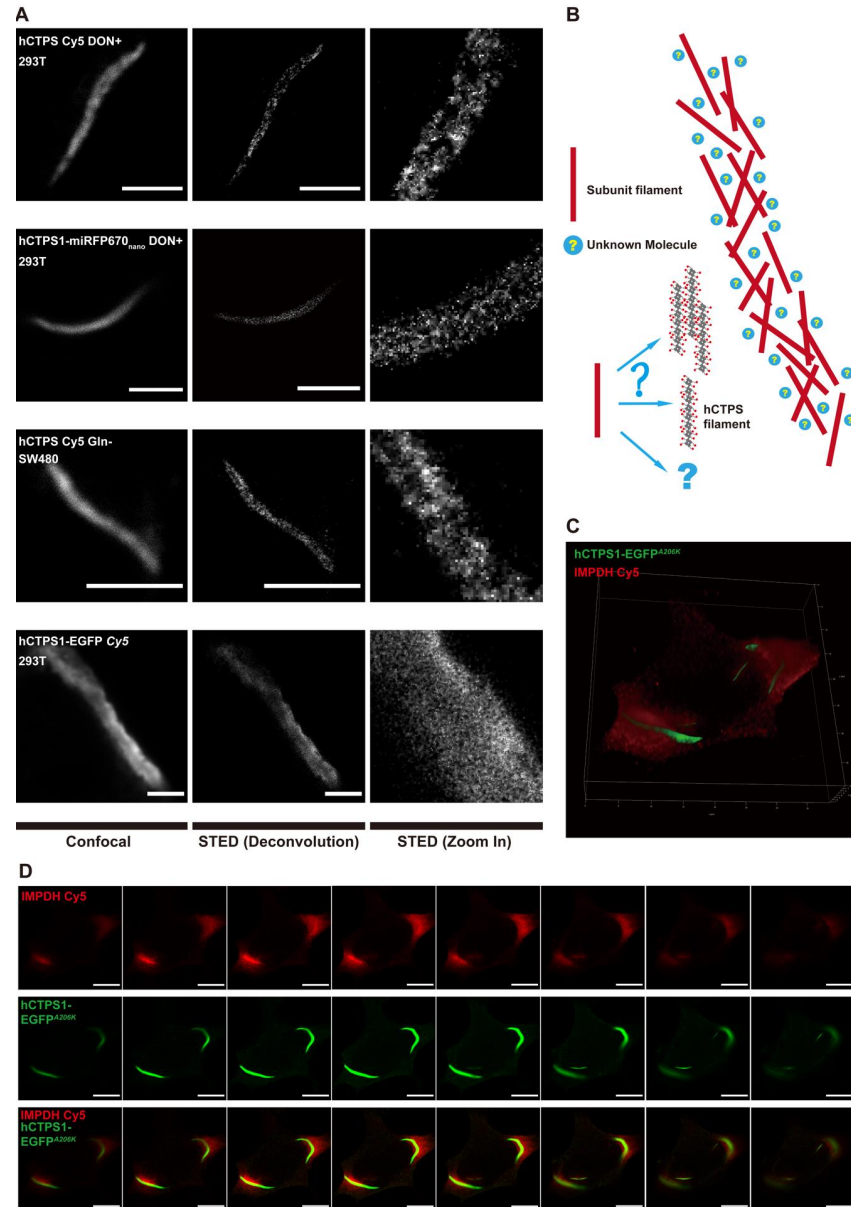 A
hCTPS Cy5 DON+
293T
hCTPS1-miRFP670nano DON+
293T
hCTPS Cy5 Gln-
SW480
hCTPS1-EGFP Cy5
293T
Confocal
STED (Deconvolution)
STED (Zoom In)
B
Subunit filament
? Unknown Molecule
?
hCTPS
filament
?
C
hCTPS1-EGFPA206K
IMPDH Cy5
D
IMPDH Cy5
hCTPS1-
EGFPA206K
IMPDH Cy5
hCTPS1-
EGFPA206K